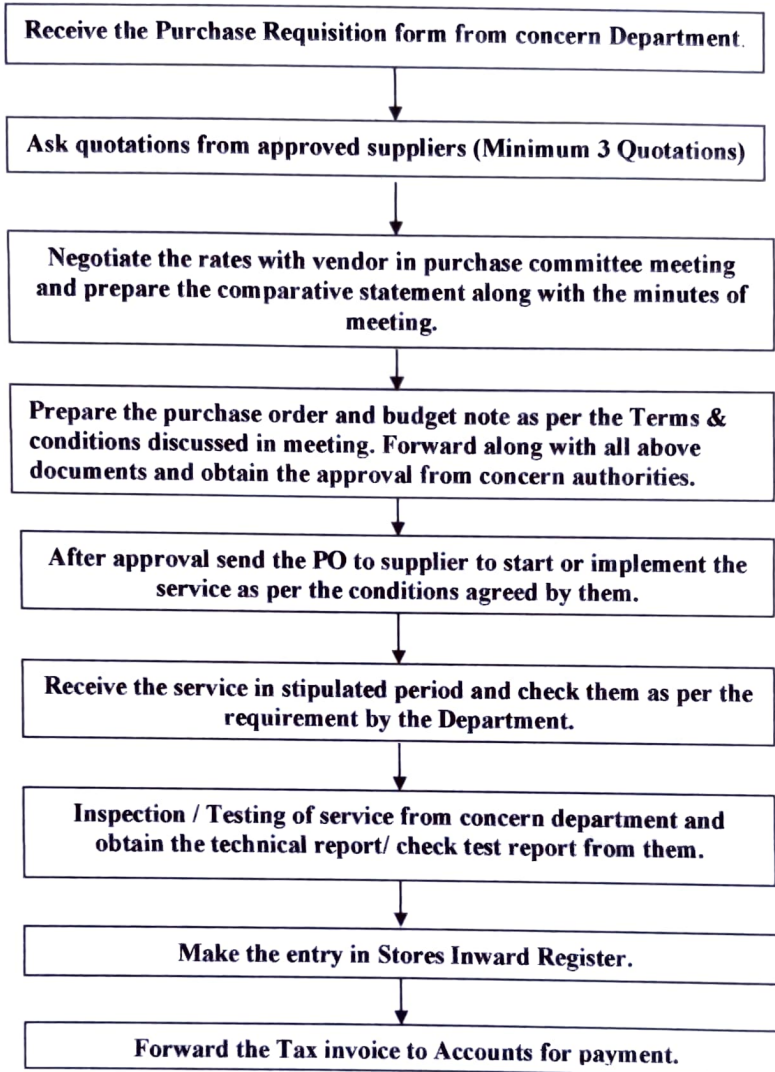 Receive the Purchase Requisition form from concern Department.
Ask quotations from approved suppliers (Minimum 3 Quotations)
Negotiate the rates with vendor in purchase committee meeting
and prepare the comparative statement along with the minutes of
meeting.
Prepare the purchase order and budget note as per the Terms &
conditions discussed in meeting. Forward along with all above
documents and obtain the approval from concern authorities.
After approval send the PO to supplier to start or implement the
service as per the conditions agreed by them.
Receive the service in stipulated period and check them as per the
requirement by the Department.
Inspection / Testing of service from concern department and
obtain the technical report/ check test report from them.
Make the entry in Stores Inward Register.
Forward the Tax invoice to Accounts for payment.